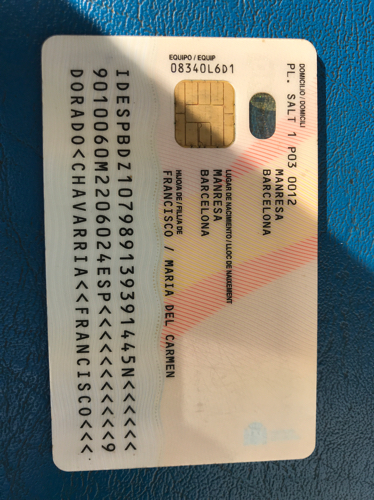 DOMICILIO / DOMICILI
PL. SALT 1 P03 0012
MANRESA
BARCELONA
EQUIPO / EQUIP
08340L6D1
LUGAR DE NACIMIENTO / LLOC DE NAIXEMENT
MANRESA
BARCELONA
HIJO/A DE / FILL/A DE
FRANCISCO / MARIA DEL CARMEN
IDESPBDZ107989139391445N<<<<<<
9010060M2206024ESP<<<<<<<<<<<9
DORADO<CHAVARRIA<<FRANCISCO<<<